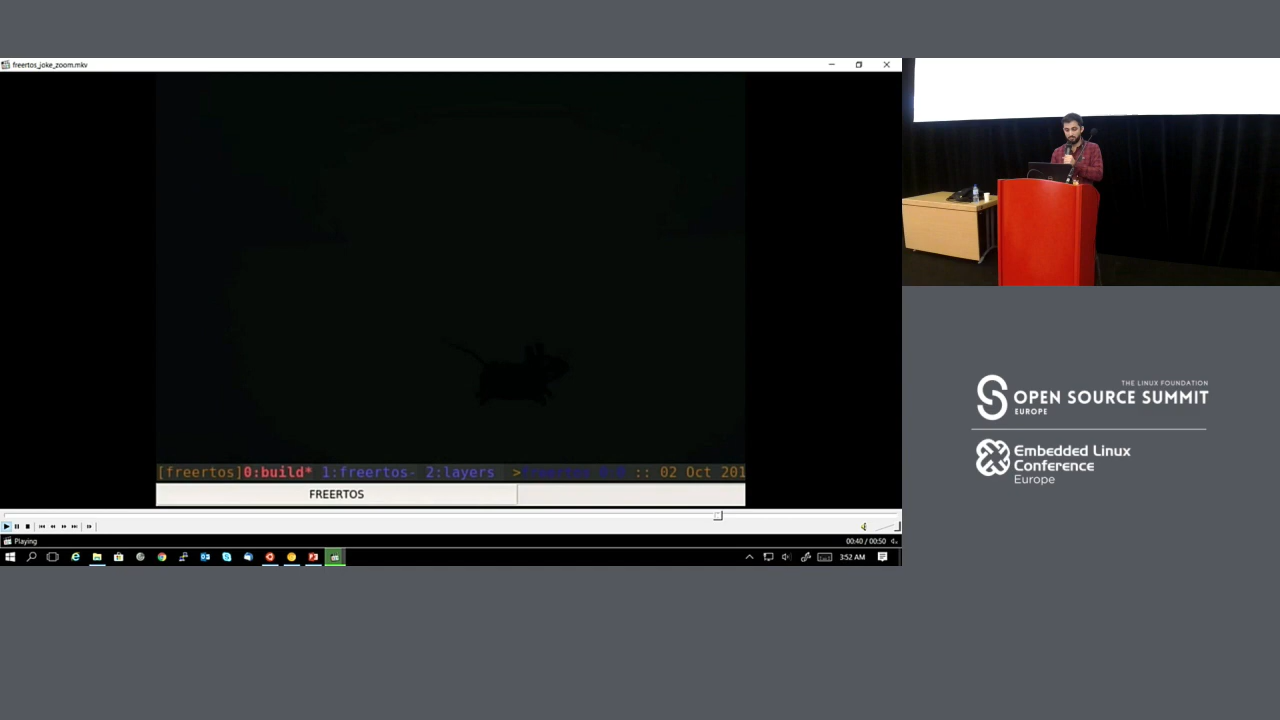 freertos_joke_zoom.mkv
[freertos]0:build* 1:freertos- 2:layers > :: 02 Oct 201
FREERTOS
Playing
00:40 / 00:50
3:52 AM
THE LINUX FOUNDATION
OPEN SOURCE SUMMIT
EUROPE
Embedded Linux
Conference
Europe